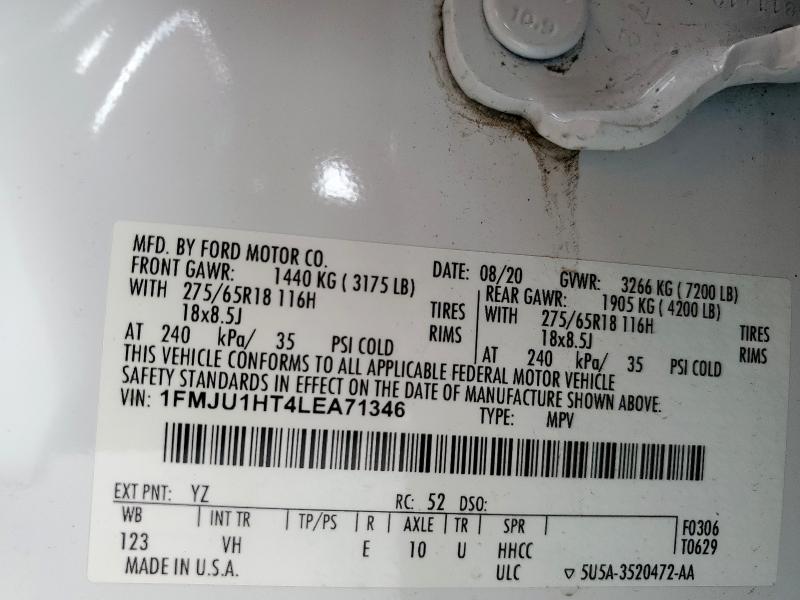 10.9
MFD. BY FORD MOTOR CO.
DATE: 08/20 GVWR: 3266 KG ( 7200 LB)
FRONT GAWR: 1440 KG ( 3175 LB) REAR GAWR: 1905 KG ( 4200 LB)
WITH 275/65R18 116H TIRES WITH 275/65R18 116H TIRES
18x8.5J RIMS 18x8.5J RIMS
AT 240 kPa/ 35 PSI COLD AT 240 kPa/ 35 PSI COLD
THIS VEHICLE CONFORMS TO ALL APPLICABLE FEDERAL MOTOR VEHICLE
SAFETY STANDARDS IN EFFECT ON THE DATE OF MANUFACTURE SHOWN ABOVE.
VIN: 1FMJU1HT4LEA71346 TYPE: MPV
EXT PNT: YZ RC: 52 DSO:
WB INT TR TP/PS R AXLE TR SPR F0306
123 VH E 10 U HHCC T0629
MADE IN U.S.A. ULC ▽ 5U5A-3520472-AA